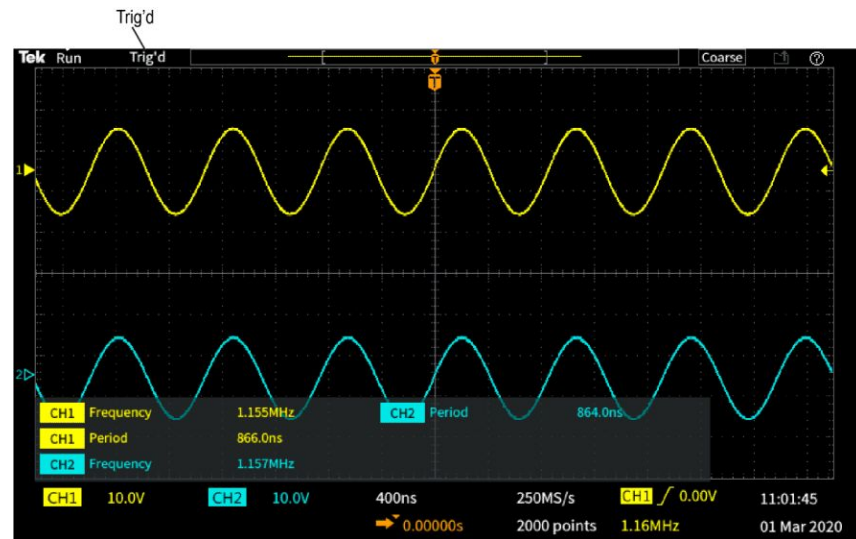 Trig'd
Tek Run Trig'd T Coarse ?
T
1
2
CH1 Frequency 1.155MHz CH2 Period 864.0ns
CH1 Period 866.0ns
CH2 Frequency 1.157MHz
CH1 10.0V CH2 10.0V 400ns 250MS/s CH1 0.00V 11:01:45
0.00000s 2000 points 1.16MHz 01 Mar 2020